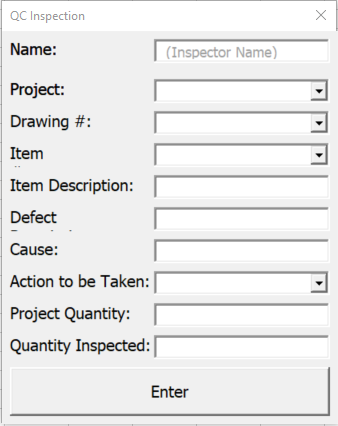 QC Inspection
Name:
(Inspector Name)
Project:
Drawing #:
Item
Item Description:
Defect
Cause:
Action to be Taken:
Project Quantity:
Quantity Inspected:
Enter